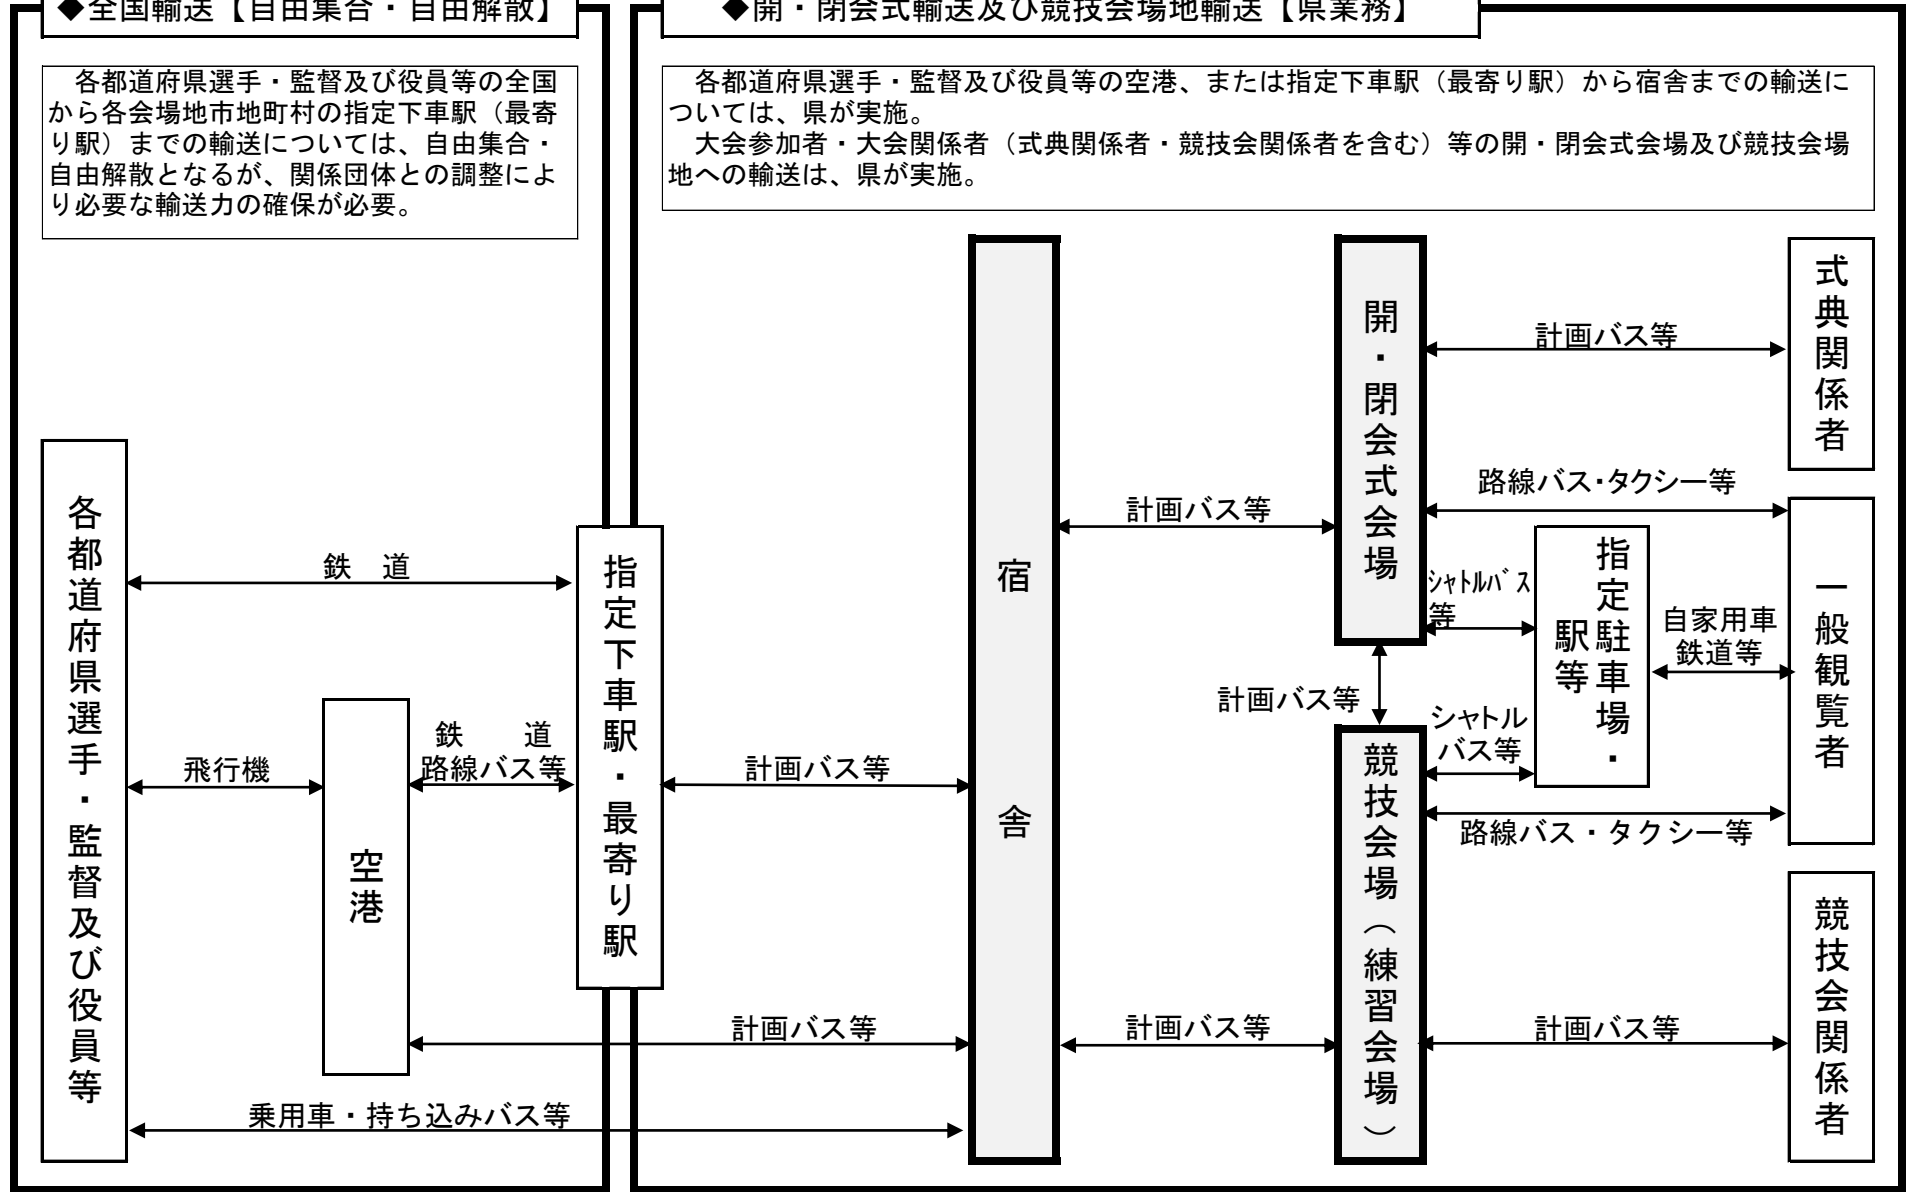 ◆全国輸送【自由集合・自由解散】
各都道府県選手・監督及び役員等の全国
から各会場地市地町村の指定下車駅（最寄
り駅）までの輸送については、自由集合・
自由解散となるが、関係団体との調整によ
り必要な輸送力の確保が必要。
◆開・閉会式輸送及び競技会場地輸送【県業務】
各都道府県選手・監督及び役員等の空港、または指定下車駅（最寄り駅）から宿舎までの輸送に
ついては、県が実施。
大会参加者・大会関係者（式典関係者・競技会関係者を含む）等の開・閉会式会場及び競技会場
地への輸送は、県が実施。
各都道府県選手・監督及び役員等
鉄　道
飛行機
空港
鉄　　道
路線バス等
指定下車駅・最寄り駅
計画バス等
計画バス等
乗用車・持ち込みバス等
宿舎
計画バス等
計画バス等
開・閉会式会場
計画バス等
競技会場（練習会場）
計画バス等
式典関係者
路線バス・タクシー等
シャトルバス
等
指定駐車場・
駅等
自家用車
鉄道等
一般観覧者
シャトル
バス等
路線バス・タクシー等
計画バス等
競技会関係者